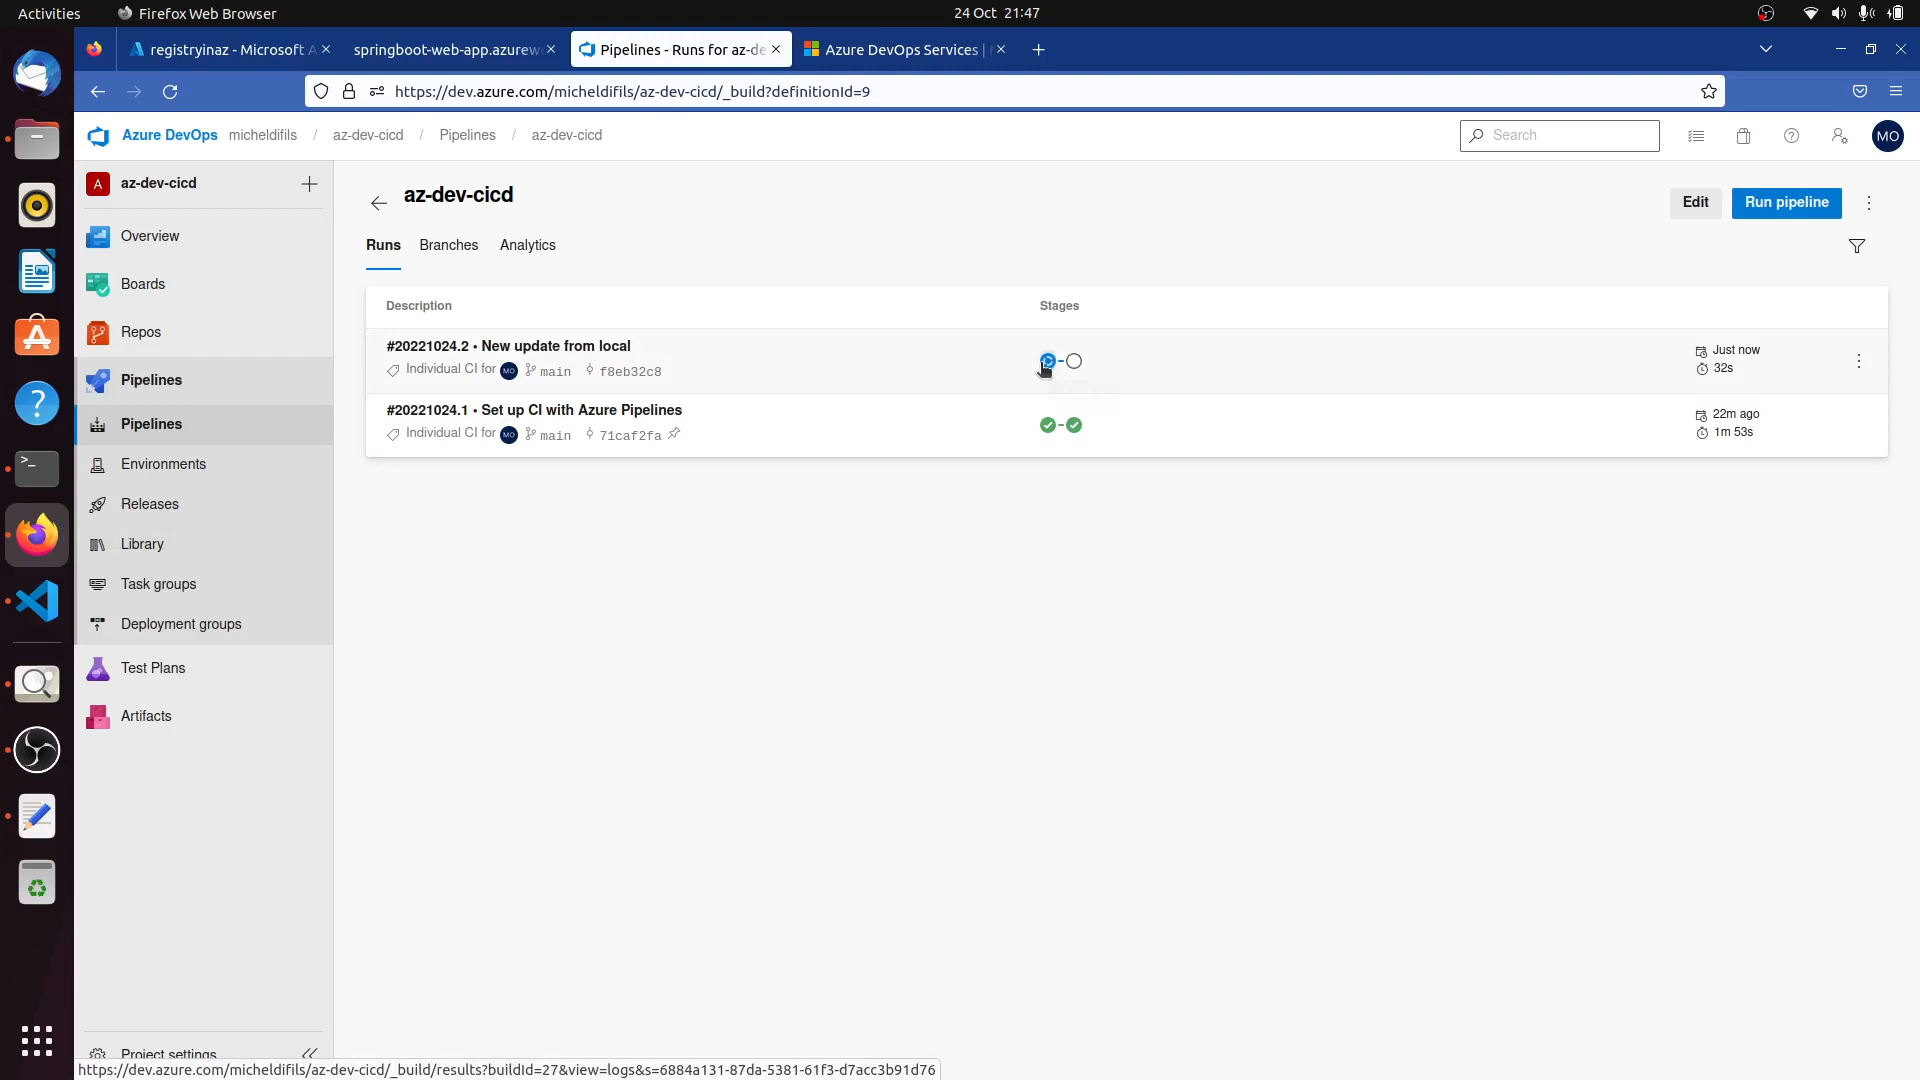 Activities
Firefox Web Browser
24 Oct 21:47
registryinaz - Microsoft A
springboot-web-app.azurew
Pipelines - Runs for az-de
Azure DevOps Services |
https://dev.azure.com/micheldifils/az-dev-cicd/_build?definitionId=9
Azure DevOps
micheldifils / az-dev-cicd / Pipelines / az-dev-cicd
Search
MO
A
az-dev-cicd
Overview
Boards
Repos
Pipelines
Pipelines
Environments
Releases
Library
Task groups
Deployment groups
Test Plans
Artifacts
Project settings
az-dev-cicd
Edit
Run pipeline
Runs
Branches
Analytics
Description
Stages
#20221024.2 • New update from local
Individual CI for MO main f8eb32c8
Just now
32s
#20221024.1 • Set up CI with Azure Pipelines
Individual CI for MO main 71caf2fa
22m ago
1m 53s
https://dev.azure.com/micheldifils/az-dev-cicd/_build/results?buildId=27&view=logs&s=6884a131-87da-5381-61f3-d7acc3b91d76